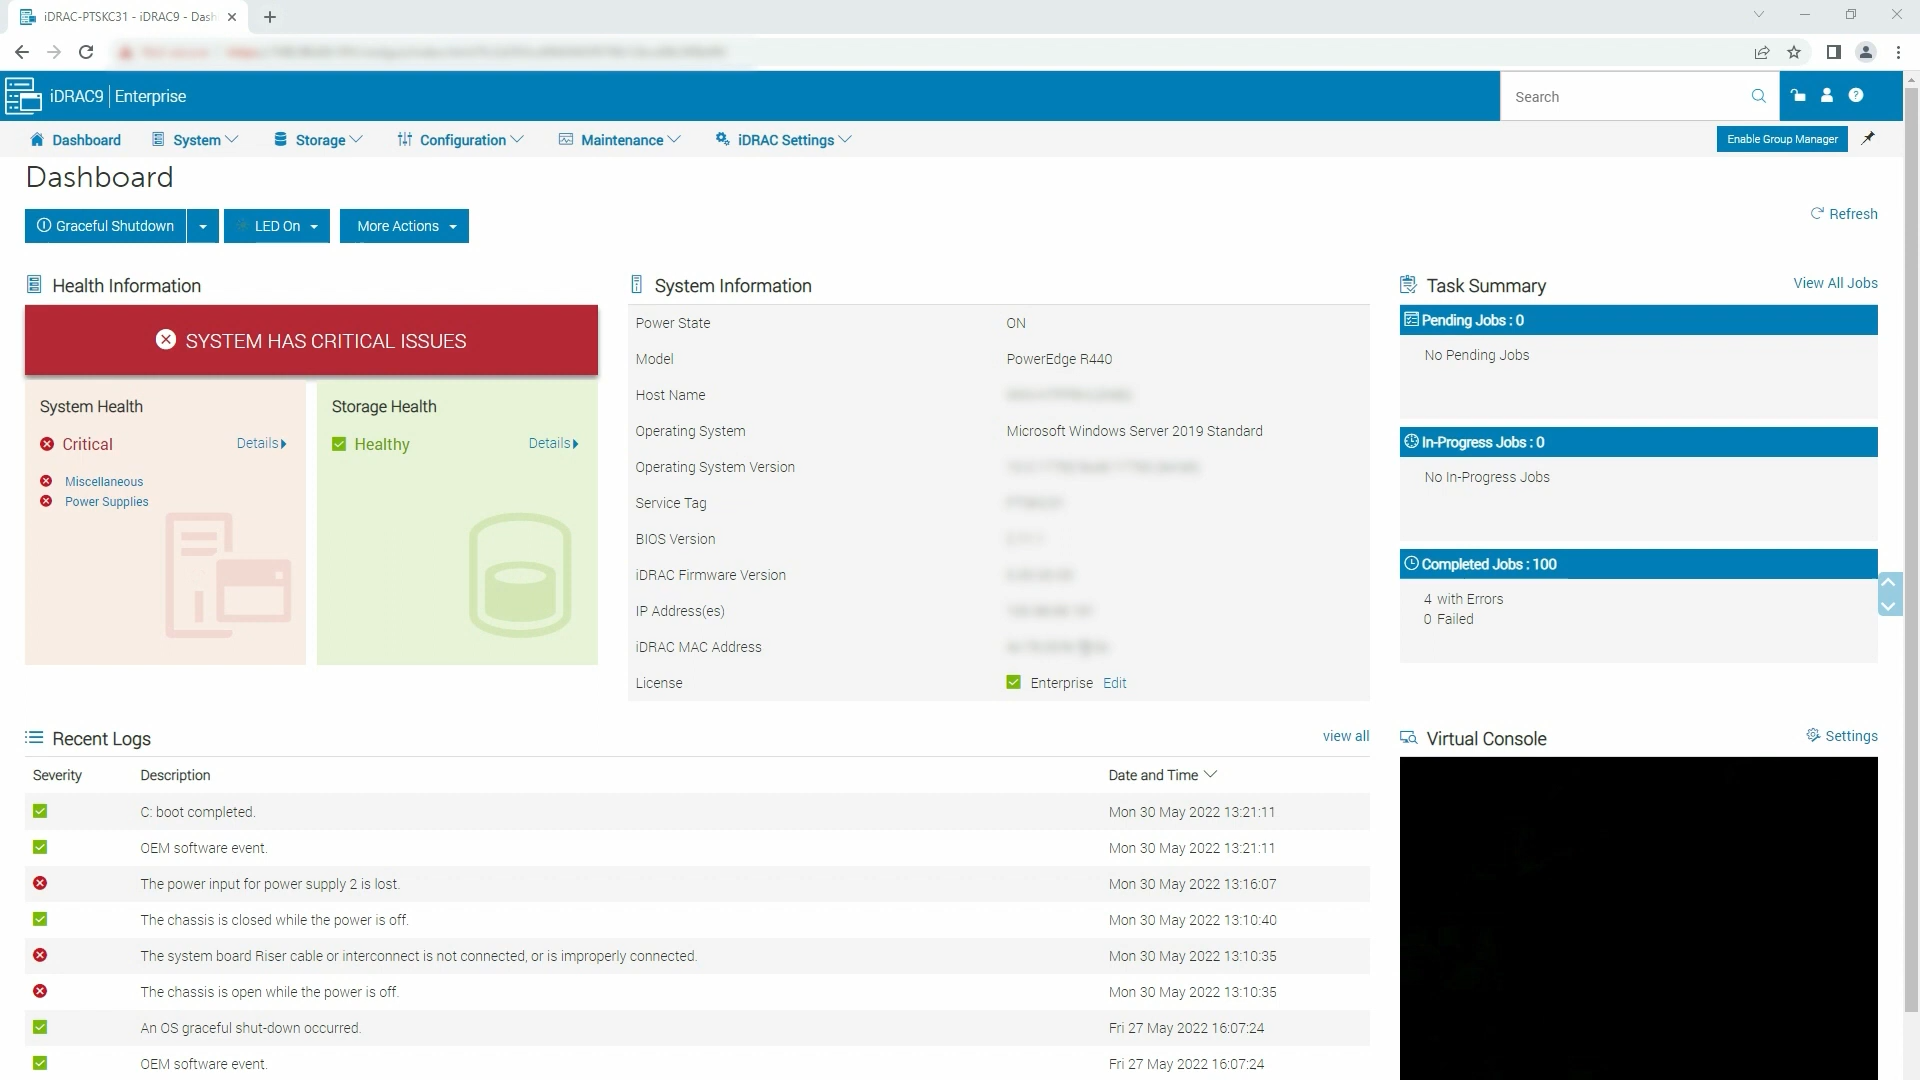 iDRAC-PTSKC31 - iDRAC9 - Dash
iDRAC9 | Enterprise
Search
Dashboard
System
Storage
Configuration
Maintenance
iDRAC Settings
Enable Group Manager
Dashboard
Graceful Shutdown
LED On
More Actions
Refresh
Health Information
SYSTEM HAS CRITICAL ISSUES
System Health
Critical
Details
Miscellaneous
Power Supplies
Storage Health
Healthy
Details
System Information
Power State ON
Model PowerEdge R440
Host Name
Operating System Microsoft Windows Server 2019 Standard
Operating System Version
Service Tag
BIOS Version
iDRAC Firmware Version
IP Address(es)
iDRAC MAC Address
License Enterprise Edit
Task Summary
View All Jobs
Pending Jobs : 0
No Pending Jobs
In-Progress Jobs : 0
No In-Progress Jobs
Completed Jobs : 100
4 with Errors
0 Failed
Recent Logs
view all
Severity Description Date and Time
C: boot completed. Mon 30 May 2022 13:21:11
OEM software event. Mon 30 May 2022 13:21:11
The power input for power supply 2 is lost. Mon 30 May 2022 13:16:07
The chassis is closed while the power is off. Mon 30 May 2022 13:10:40
The system board Riser cable or interconnect is not connected, or is improperly connected. Mon 30 May 2022 13:10:35
The chassis is open while the power is off. Mon 30 May 2022 13:10:35
An OS graceful shut-down occurred. Fri 27 May 2022 16:07:24
OEM software event. Fri 27 May 2022 16:07:24
Virtual Console
Settings